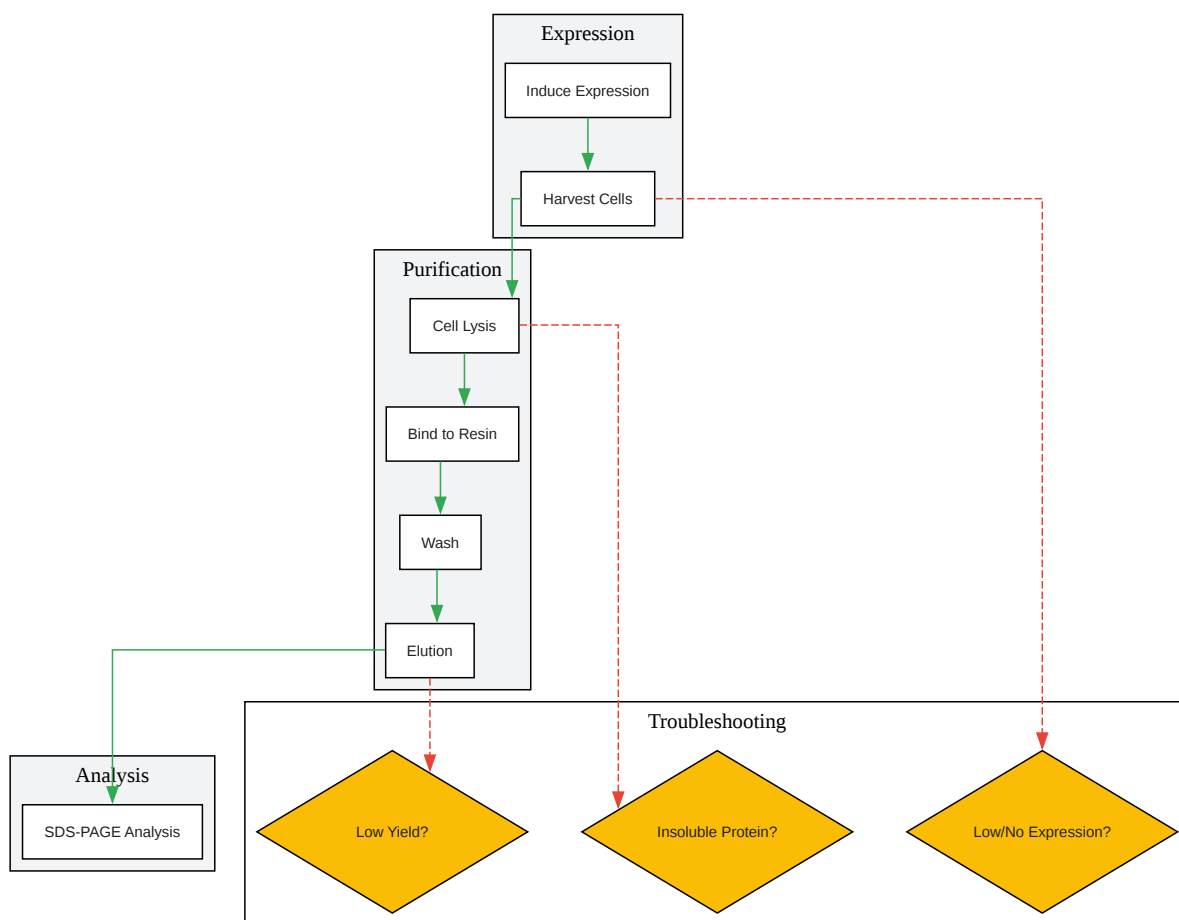 Expression
Induce Expression
Harvest Cells
Purification
Cell Lysis
Bind to Resin
Wash
Elution
Troubleshooting
Analysis
SDS-PAGE Analysis
Low Yield?
Insoluble Protein?
Low/No Expression?